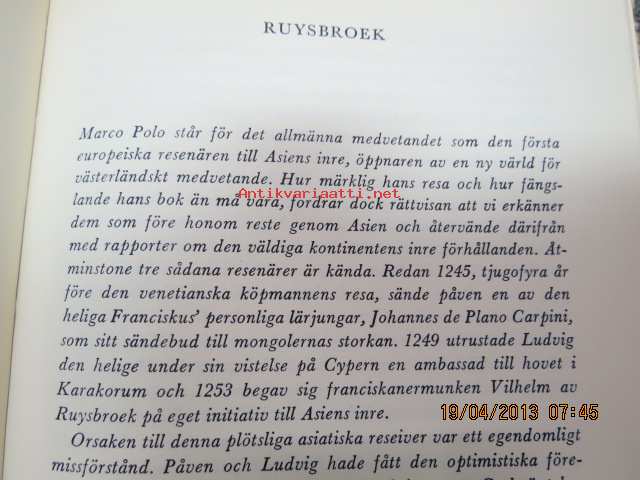 RUYSBROEK
Marco Polo står för det allmänna medvetandet som den första
europeiska resenären till Asiens inre, öppnaren av en ny värld för
västerländskt medvetande. Hur märklig hans resa och hur fängs-
Antikvariaatti.net
lande hans bok än må vara, fordrar dock rättvisan att vi erkänner
dem som före honom reste genom Asien och återvände därifrån
med rapporter om den väldiga kontinentens inre förhållanden. Åt-
minstone tre sådana resenärer är kända. Redan 1245, tjugofyra år
före den venetianska köpmannens resa, sände påven en av den
heliga Franciskus' personliga lärjungar, Johannes de Plano Carpini,
som sitt sändebud till mongolernas storkan. 1249 utrustade Ludvig
den helige under sin vistelse på Cypern en ambassad till hovet i
Karakorum och 1253 begav sig franciskanermunken Vilhelm av
Ruysbroek på eget initiativ till Asiens inre.
19/04/2013 07:45
Orsaken till denna plötsliga asiatiska reseiver var ett egendomligt
missförstånd. Påven och Ludvig hade fått den optimistiska före-